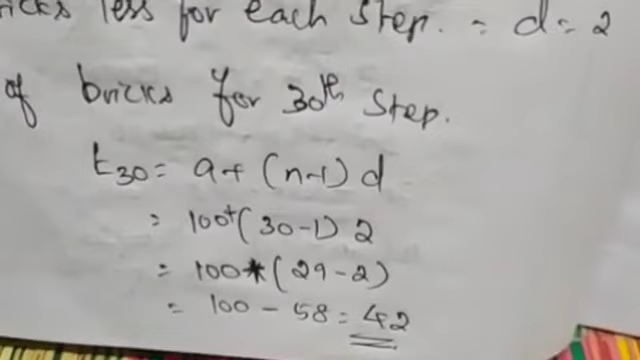 less for each step. = d = 2
of bricks for 30th step.
t30 = a + (n-1) d
= 100+(30-1) 2
= 100*(29-2)
= 100 - 58 = 42